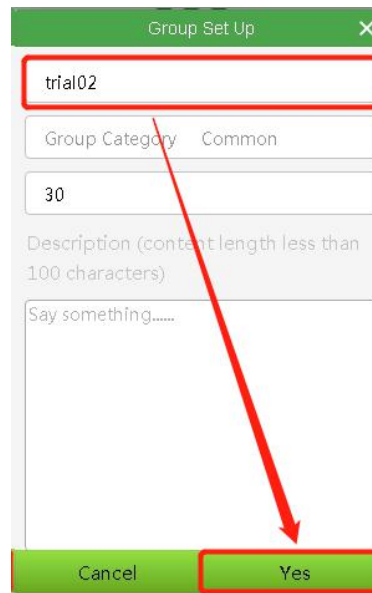 Group Set Up
trial02
Group Category Common
30
Description (content length less than
100 characters)
Say something......
Cancel Yes